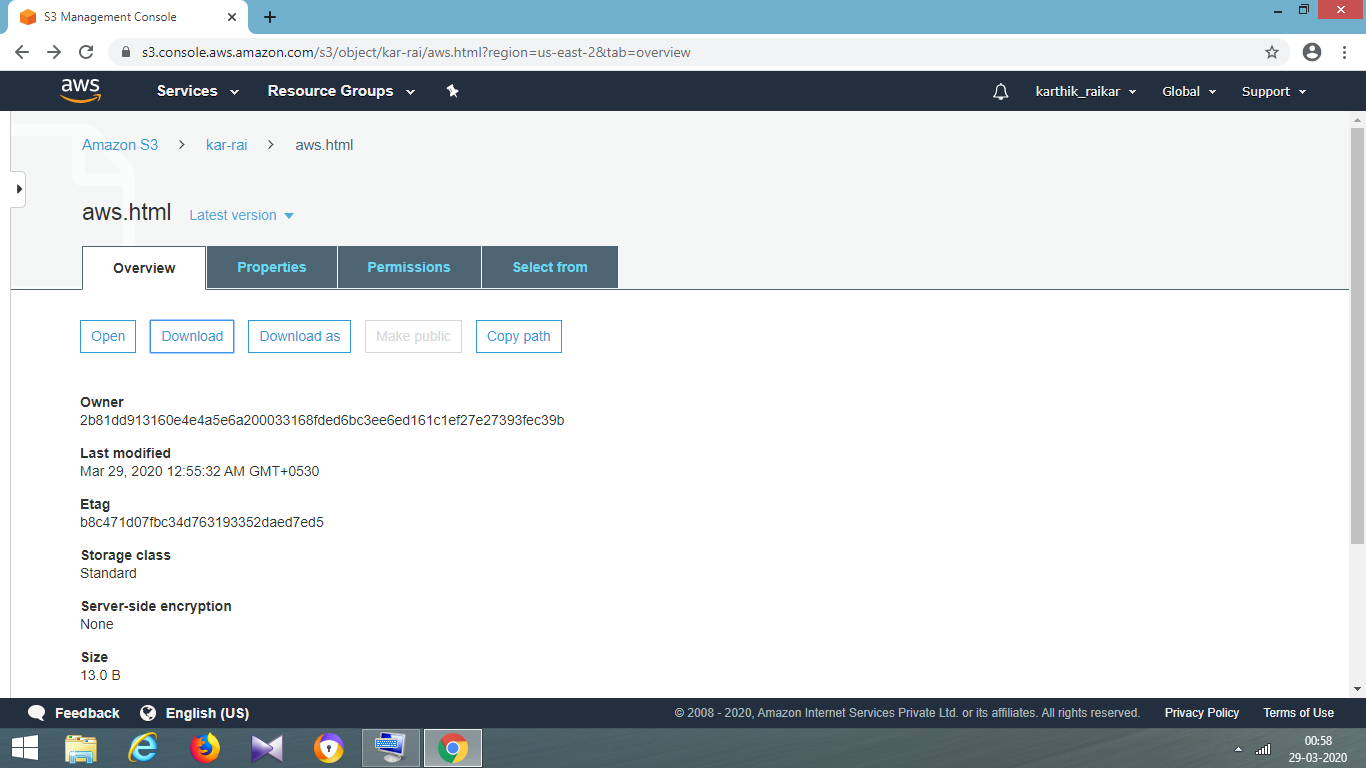 S3 Management Console
s3.console.aws.amazon.com/s3/object/kar-rai/aws.html?region=us-east-2&tab=overview
aws Services Resource Groups karthik_raikar Global Support
Amazon S3 > kar-rai > aws.html
aws.html Latest version
Overview Properties Permissions Select from
Open Download Download as Make public Copy path
Owner
2b81dd913160e4e4a5e6a200033168fded6bc3ee6ed161c1ef27e27393fec39b
Last modified
Mar 29, 2020 12:55:32 AM GMT+0530
Etag
b8c471d07fbc34d763193352daed7ed5
Storage class
Standard
Server-side encryption
None
Size
13.0 B
Feedback English (US) © 2008 - 2020, Amazon Internet Services Private Ltd. or its affiliates. All rights reserved. Privacy Policy Terms of Use
00:58
29-03-2020